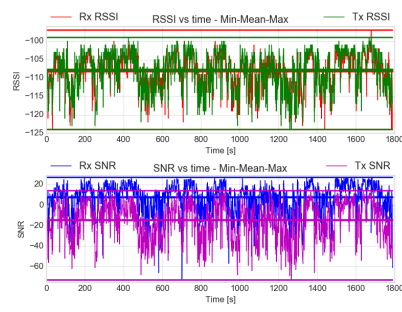 Rx RSSI
Tx RSSI
RSSI vs time - Min-Mean-Max
−100
−105
−110
−115
−120
−125
RSSI
0 200 400 600 800 1000 1200 1400 1600 1800
Time [s]
Rx SNR
Tx SNR
SNR vs time - Min-Mean-Max
20
0
−20
−40
−60
SNR
0 200 400 600 800 1000 1200 1400 1600 1800
Time [s]